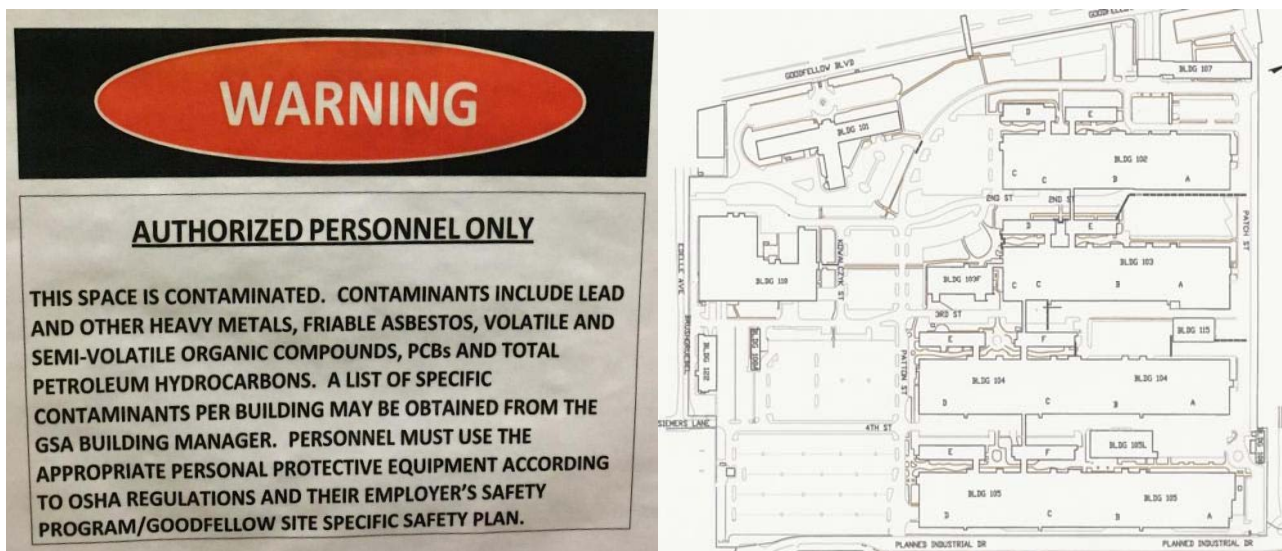 WARNING
AUTHORIZED PERSONNEL ONLY
THIS SPACE IS CONTAMINATED. CONTAMINANTS INCLUDE LEAD
AND OTHER HEAVY METALS, FRIABLE ASBESTOS, VOLATILE AND
SEMI-VOLATILE ORGANIC COMPOUNDS, PCBs AND TOTAL
PETROLEUM HYDROCARBONS. A LIST OF SPECIFIC
CONTAMINANTS PER BUILDING MAY BE OBTAINED FROM THE
GSA BUILDING MANAGER. PERSONNEL MUST USE THE
APPROPRIATE PERSONAL PROTECTIVE EQUIPMENT ACCORDING
TO OSHA REGULATIONS AND THEIR EMPLOYER'S SAFETY
PROGRAM/GOODFELLOW SITE SPECIFIC SAFETY PLAN.
GOODFELLOW BLVD
BLDG 107
D
E
BLDG 101
BLDG 102
C
C
B
A
2ND ST
2ND ST
PATCH ST
D
E
BLDG 103
BLDG 110
BLDG 103F
C
C
B
A
3RD ST
BLDG 115
E
F
BLDG 122
BLDG 104
BLDG 104
PATTON ST
D
C
B
A
4TH ST
E
F
BLDG 105L
BLDG 105
BLDG 105
D
C
B
A
PLANNED INDUSTRIAL DR
PLANNED INDUSTRIAL DR